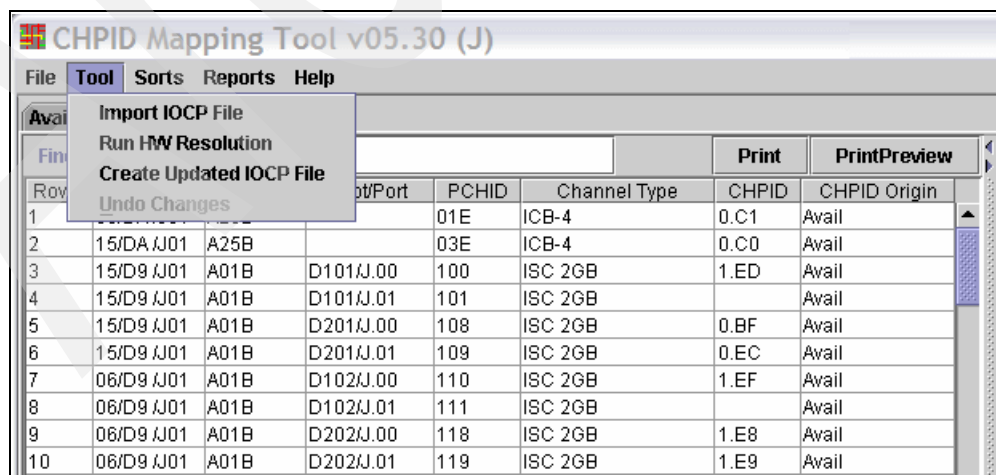 CHPID Mapping Tool v05.30 (J)
File Tool Sorts Reports Help
Avai
Import IOCP File
Run HW Resolution
Create Updated IOCP File
Undo Changes
Fin Print PrintPreview
Rov ot/Port PCHID Channel Type CHPID CHPID Origin
1 01E ICB-4 0.C1 Avail
2 15/DA/J01 A25B 03E ICB-4 0.C0 Avail
3 15/D9/J01 A01B D101/J.00 100 ISC 2GB 1.ED Avail
4 15/D9/J01 A01B D101/J.01 101 ISC 2GB Avail
5 15/D9/J01 A01B D201/J.00 108 ISC 2GB 0.BF Avail
6 15/D9/J01 A01B D201/J.01 109 ISC 2GB 0.EC Avail
7 06/D9/J01 A01B D102/J.00 110 ISC 2GB 1.EF Avail
8 06/D9/J01 A01B D102/J.01 111 ISC 2GB Avail
9 06/D9/J01 A01B D202/J.00 118 ISC 2GB 1.E8 Avail
10 06/D9/J01 A01B D202/J.01 119 ISC 2GB 1.E9 Avail